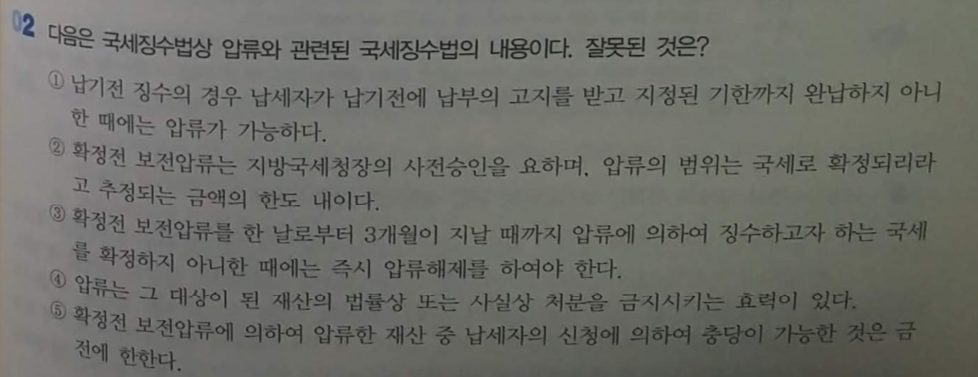 02 다음은 국세징수법상 압류와 관련된 국세징수법의 내용이다. 잘못된 것은?
① 납기전 징수의 경우 납세자가 납기전에 납부의 고지를 받고 지정된 기한까지 완납하지 아니
한 때에는 압류가 가능하다.
② 확정전 보전압류는 지방국세청장의 사전승인을 요하며, 압류의 범위는 국세로 확정되리라
고 추정되는 금액의 한도 내이다.
③ 확정전 보전압류를 한 날로부터 3개월이 지날 때까지 압류에 의하여 징수하고자 하는 국세
를 확정하지 아니한 때에는 즉시 압류해제를 하여야 한다.
④ 압류는 그 대상이 된 재산의 법률상 또는 사실상 처분을 금지시키는 효력이 있다.
⑤ 확정전 보전압류에 의하여 압류한 재산 중 납세자의 신청에 의하여 충당이 가능한 것은 금
전에 한한다.